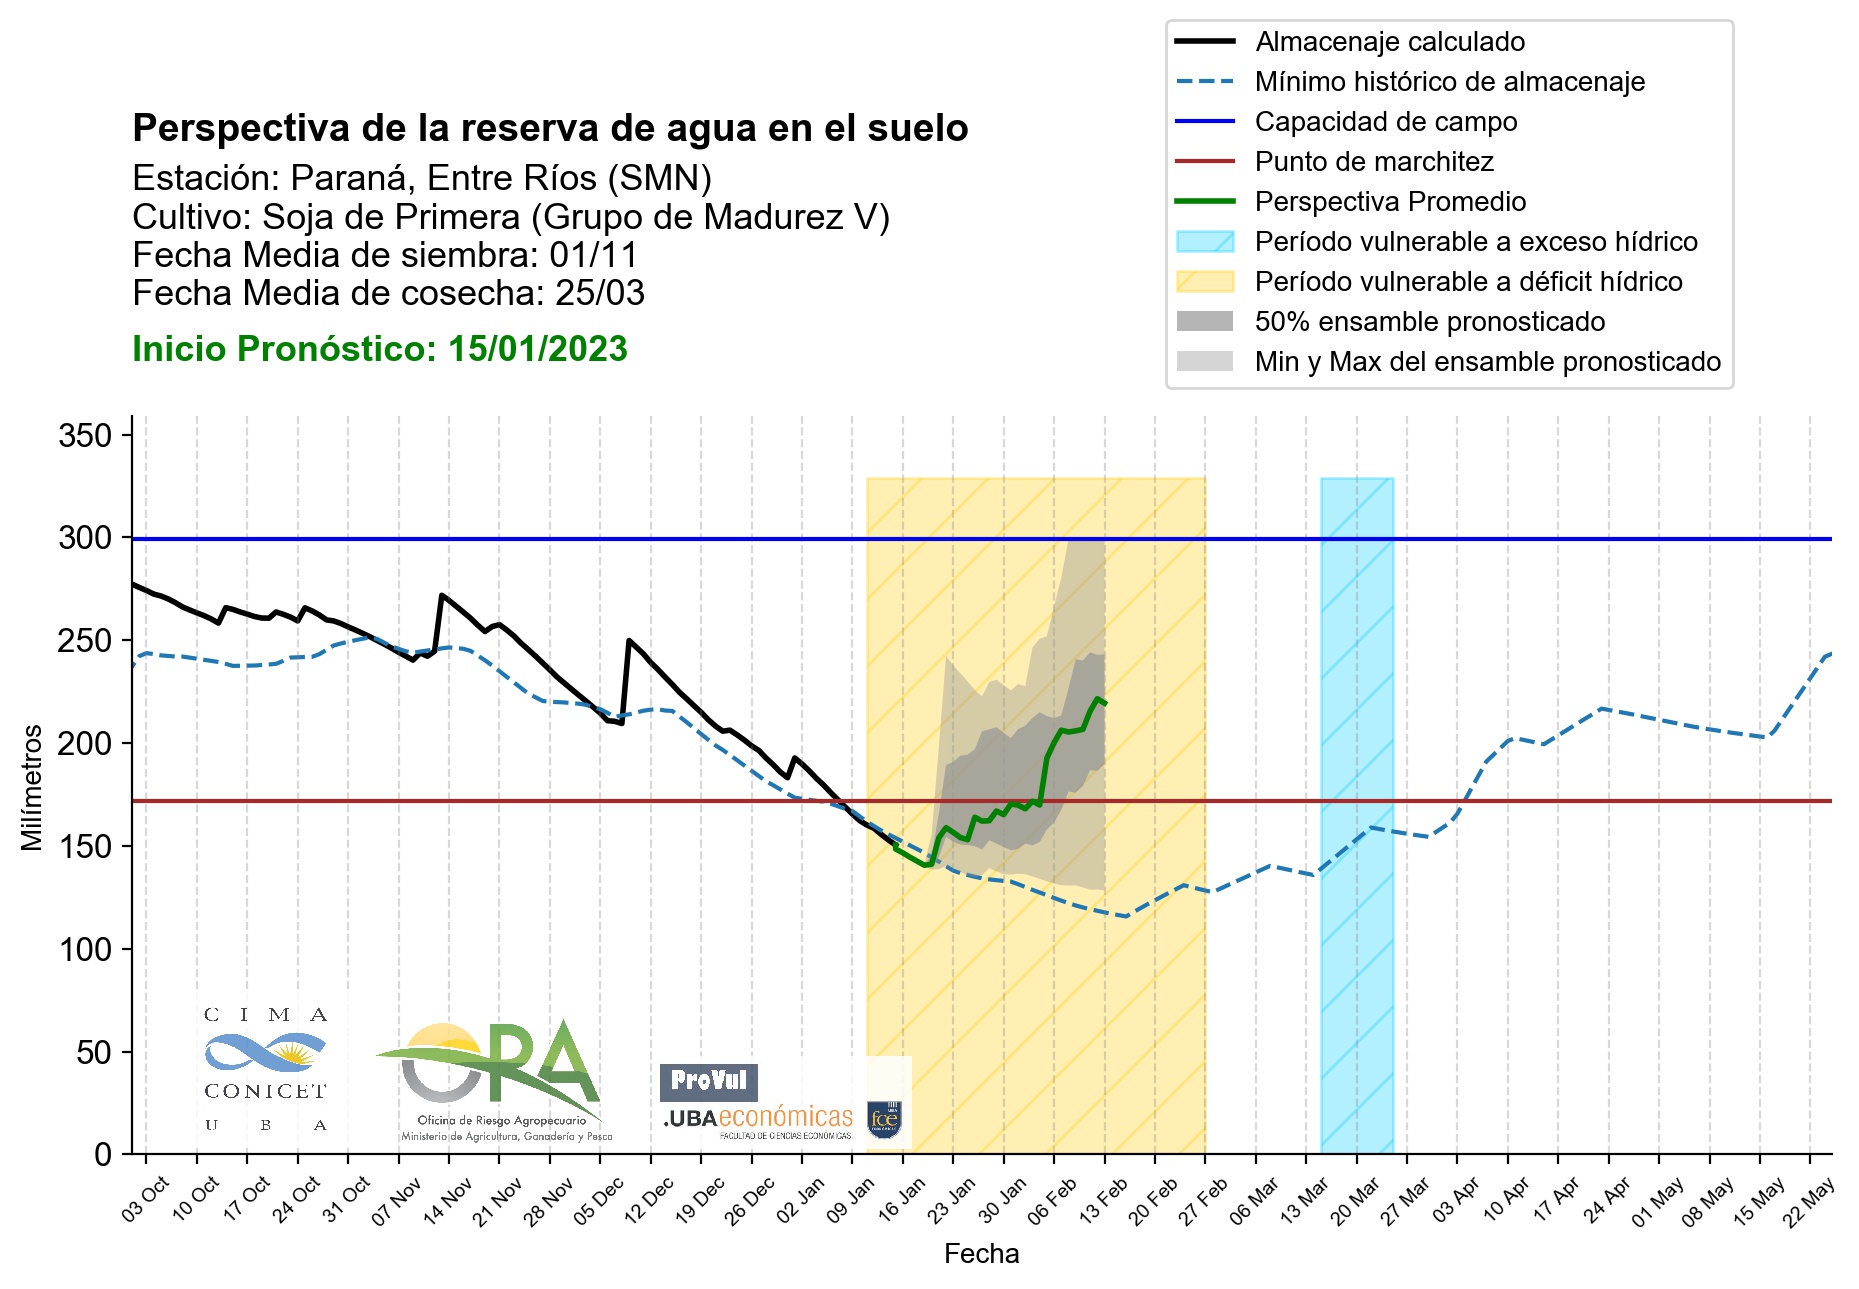 Almacenaje calculado
Mínimo histórico de almacenaje
Capacidad de campo
Punto de marchitez
Perspectiva Promedio
Período vulnerable a exceso hídrico
Período vulnerable a déficit hídrico
50% ensamble pronosticado
Min y Max del ensamble pronosticado
Perspectiva de la reserva de agua en el suelo
Estación: Paraná, Entre Ríos (SMN)
Cultivo: Soja de Primera (Grupo de Madurez V)
Fecha Media de siembra: 01/11
Fecha Media de cosecha: 25/03
Inicio Pronóstico: 15/01/2023
Milímetros
350
300
250
200
150
100
50
0
C I M A
CONICET
U B A
ORA
Oficina de Riesgo Agropecuario
Ministerio de Agricultura, Ganadería y Pesca
ProVul
.UBAeconómicas
FACULTAD DE CIENCIAS ECONÓMICAS
UBA
fce
ECONÓMICAS
03 Oct
10 Oct
17 Oct
24 Oct
31 Oct
07 Nov
14 Nov
21 Nov
28 Nov
05 Dec
12 Dec
19 Dec
26 Dec
02 Jan
09 Jan
16 Jan
23 Jan
30 Jan
06 Feb
13 Feb
20 Feb
27 Feb
06 Mar
13 Mar
20 Mar
27 Mar
03 Apr
10 Apr
17 Apr
24 Apr
01 May
08 May
15 May
22 May
Fecha